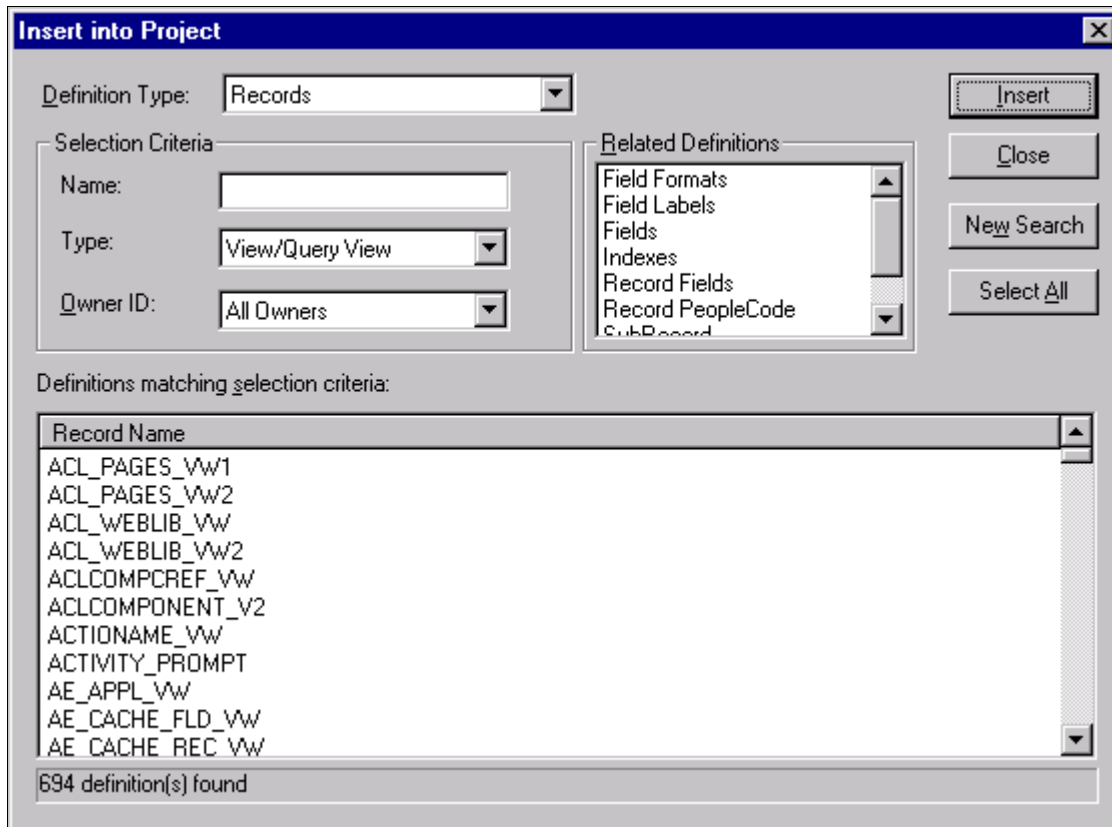 Insert into Project
Definition Type: Records
Insert
Selection Criteria
Related Definitions
Close
Name:
Field Formats
Field Labels
Fields
Indexes
Record Fields
Record PeopleCode
SubRecord
Type: View/Query View
New Search
Owner ID: All Owners
Select All
Definitions matching selection criteria:
Record Name
ACL_PAGES_VW1
ACL_PAGES_VW2
ACL_WEBLIB_VW
ACL_WEBLIB_VW2
ACLCOMPCREF_VW
ACLCOMPONENT_V2
ACTIONAME_VW
ACTIVITY_PROMPT
AE_APPL_VW
AE_CACHE_FLD_VW
AE_CACHE_REC_VW
694 definition(s) found